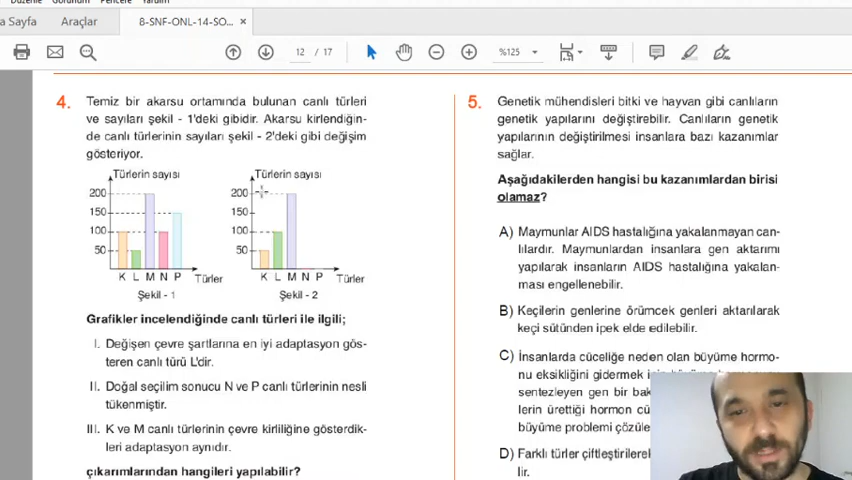 Düzenle Görünüm Pencere Yardım
a Sayfa Araçlar 8-SNF-ONL-14-SO... ×
12 / 17 %125
4. Temiz bir akarsu ortamında bulunan canlı türleri
ve sayıları şekil - 1'deki gibidir. Akarsu kirlendiğin-
de canlı türlerinin sayıları şekil - 2'deki gibi değişim
gösteriyor.
Türlerin sayısı
200
150
100
50
K L M N P Türler
Şekil - 1
Türlerin sayısı
200
150
100
50
K L M N P Türler
Şekil - 2
Grafikler incelendiğinde canlı türleri ile ilgili;
I. Değişen çevre şartlarına en iyi adaptasyon gös-
teren canlı türü L'dir.
II. Doğal seçilim sonucu N ve P canlı türlerinin nesli
tükenmiştir.
III. K ve M canlı türlerinin çevre kirliliğine gösterdik-
leri adaptasyon aynıdır.
çıkarımlarından hangileri yapılabilir?
5. Genetik mühendisleri bitki ve hayvan gibi canlıların
genetik yapılarını değiştirebilir. Canlıların genetik
yapılarının değiştirilmesi insanlara bazı kazanımlar
sağlar.
Aşağıdakilerden hangisi bu kazanımlardan birisi
olamaz?
A) Maymunlar AIDS hastalığına yakalanmayan can-
lılardır. Maymunlardan insanlara gen aktarımı
yapılarak insanların AIDS hastalığına yakalan-
ması engellenebilir.
B) Keçilerin genlerine örümcek genleri aktarılarak
keçi sütünden ipek elde edilebilir.
C) İnsanlarda cüceliğe neden olan büyüme hormo-
nu eksikliğini gidermek
sentezleyen gen bir
lerin ürettiği hormon
büyüme problemi
D) Farklı türler
lir.